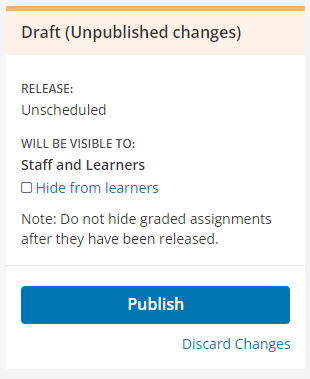 Draft (Unpublished changes)
RELEASE:
Unscheduled
WILL BE VISIBLE TO:
Staff and Learners
Hide from learners
Note: Do not hide graded assignments
after they have been released.
Publish
Discard Changes